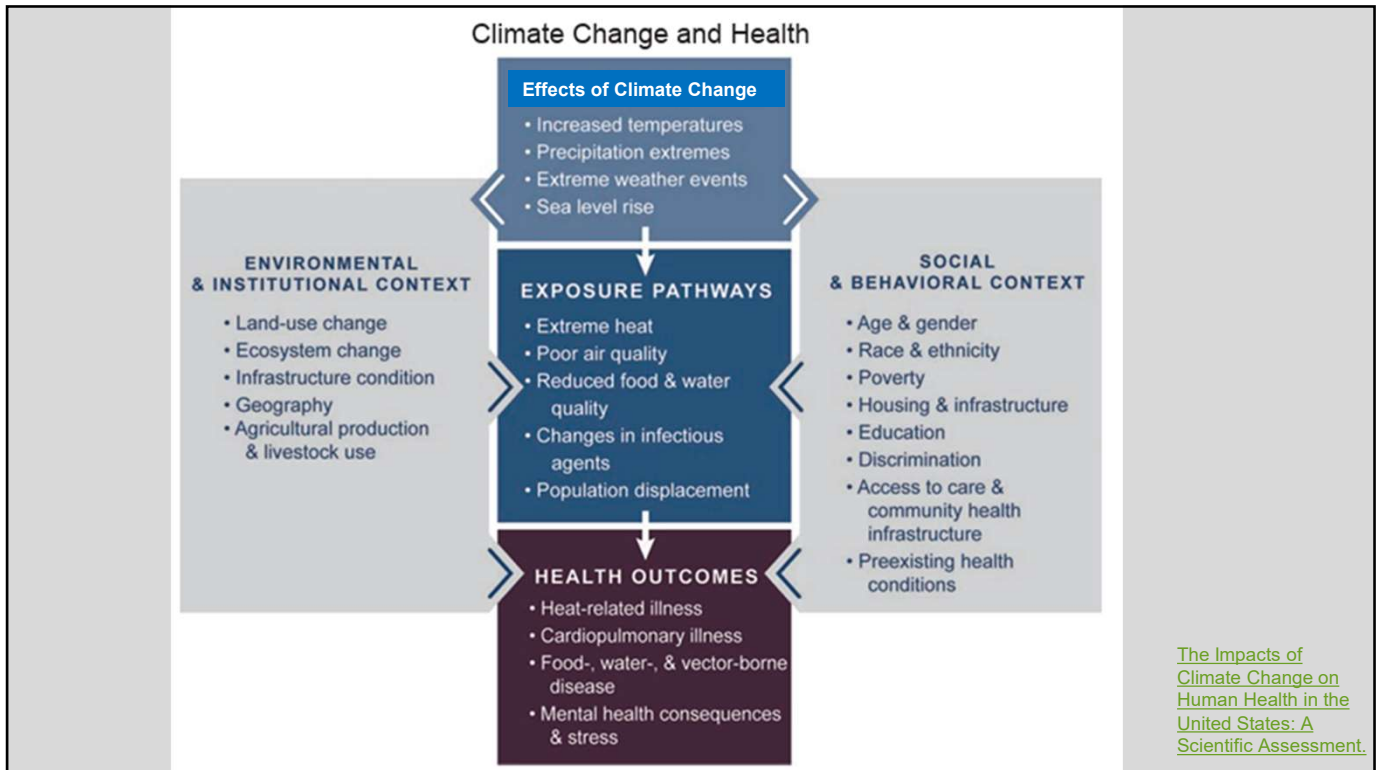 Climate Change and Health
Effects of Climate Change
• Increased temperatures
• Precipitation extremes
• Extreme weather events
• Sea level rise
ENVIRONMENTAL
& INSTITUTIONAL CONTEXT
• Land-use change
• Ecosystem change
• Infrastructure condition
• Geography
• Agricultural production
& livestock use
EXPOSURE PATHWAYS
• Extreme heat
• Poor air quality
• Reduced food & water
quality
• Changes in infectious
agents
• Population displacement
SOCIAL
& BEHAVIORAL CONTEXT
• Age & gender
• Race & ethnicity
• Poverty
• Housing & infrastructure
• Education
• Discrimination
• Access to care &
community health
infrastructure
• Preexisting health
conditions
HEALTH OUTCOMES
• Heat-related illness
• Cardiopulmonary illness
• Food-, water-, & vector-borne
disease
• Mental health consequences
& stress
The Impacts of
Climate Change on
Human Health in the
United States: A
Scientific Assessment.